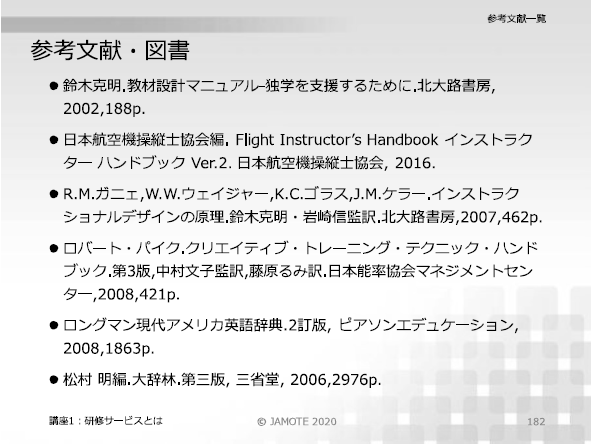 参考文献一覧
参考文献・図書
● 鈴木克明.教材設計マニュアル-独学を支援するために.北大路書房,
2002,188p.
● 日本航空機操縦士協会編. Flight Instructor’s Handbook インストラク
ター ハンドブック Ver.2. 日本航空機操縦士協会, 2016.
● R.M.ガニェ,W.W.ウェイジャー,K.C.ゴラス,J.M.ケラー.インストラク
ショナルデザインの原理.鈴木克明・岩崎信監訳.北大路書房,2007,462p.
● ロバート・パイク.クリエイティブ・トレーニング・テクニック・ハンド
ブック.第3版,中村文子監訳,藤原るみ訳.日本能率協会マネジメントセン
ター,2008,421p.
● ロングマン現代アメリカ英語辞典.2訂版, ピアソンエデュケーション,
2008,1863p.
● 松村 明編.大辞林.第三版, 三省堂, 2006,2976p.
講座1：研修サービスとは
© JAMOTE 2020
182